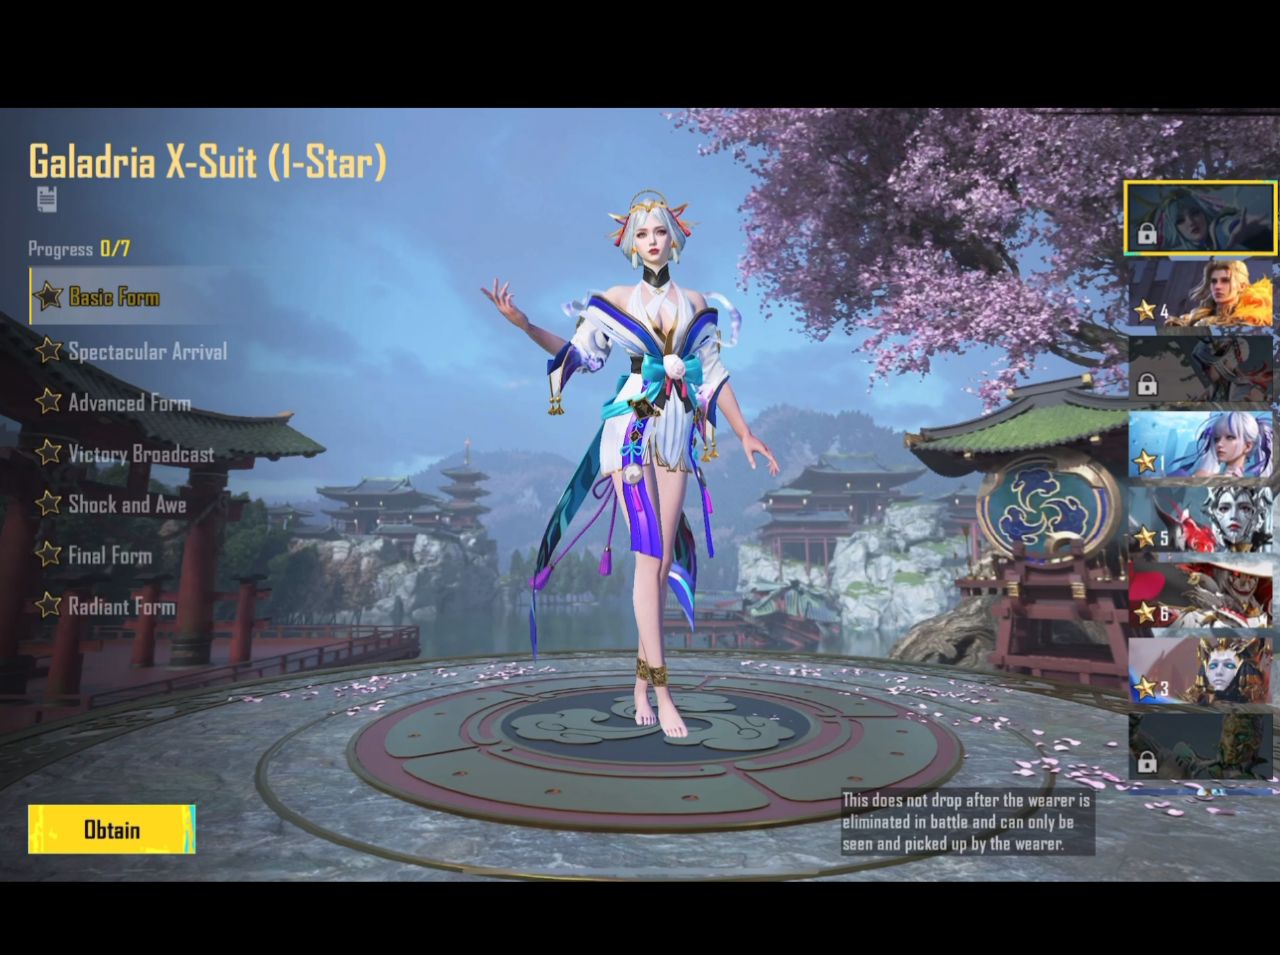 Galadria X-Suit (1-Star)
Progress 0/7
Basic Form
Spectacular Arrival
Advanced Form
Victory Broadcast
Shock and Awe
Final Form
Radiant Form
Obtain
4
5
6
3
This does not drop after the wearer is
eliminated in battle and can only be
seen and picked up by the wearer.